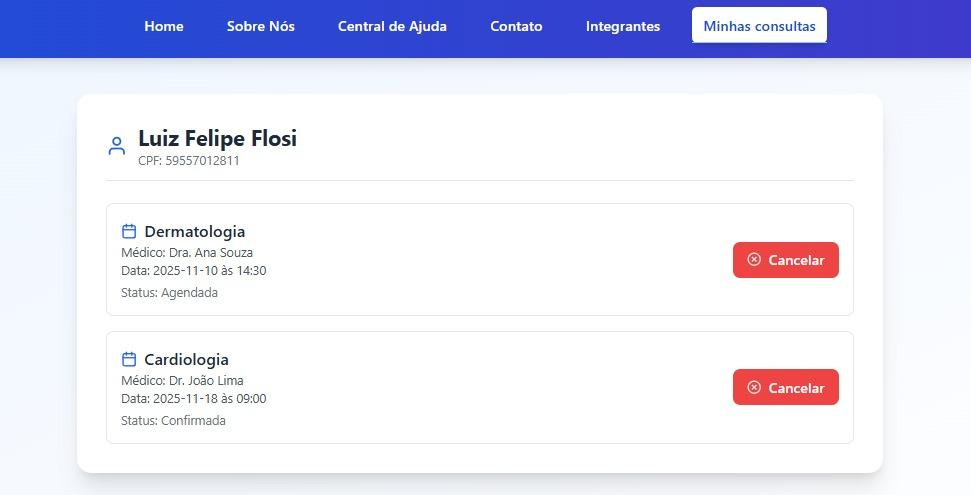 Home Sobre Nós Central de Ajuda Contato Integrantes Minhas consultas
Luiz Felipe Flosi
CPF: 59557012811
Dermatologia
Médico: Dra. Ana Souza
Data: 2025-11-10 às 14:30
Status: Agendada
Cancelar
Cardiologia
Médico: Dr. João Lima
Data: 2025-11-18 às 09:00
Status: Confirmada
Cancelar